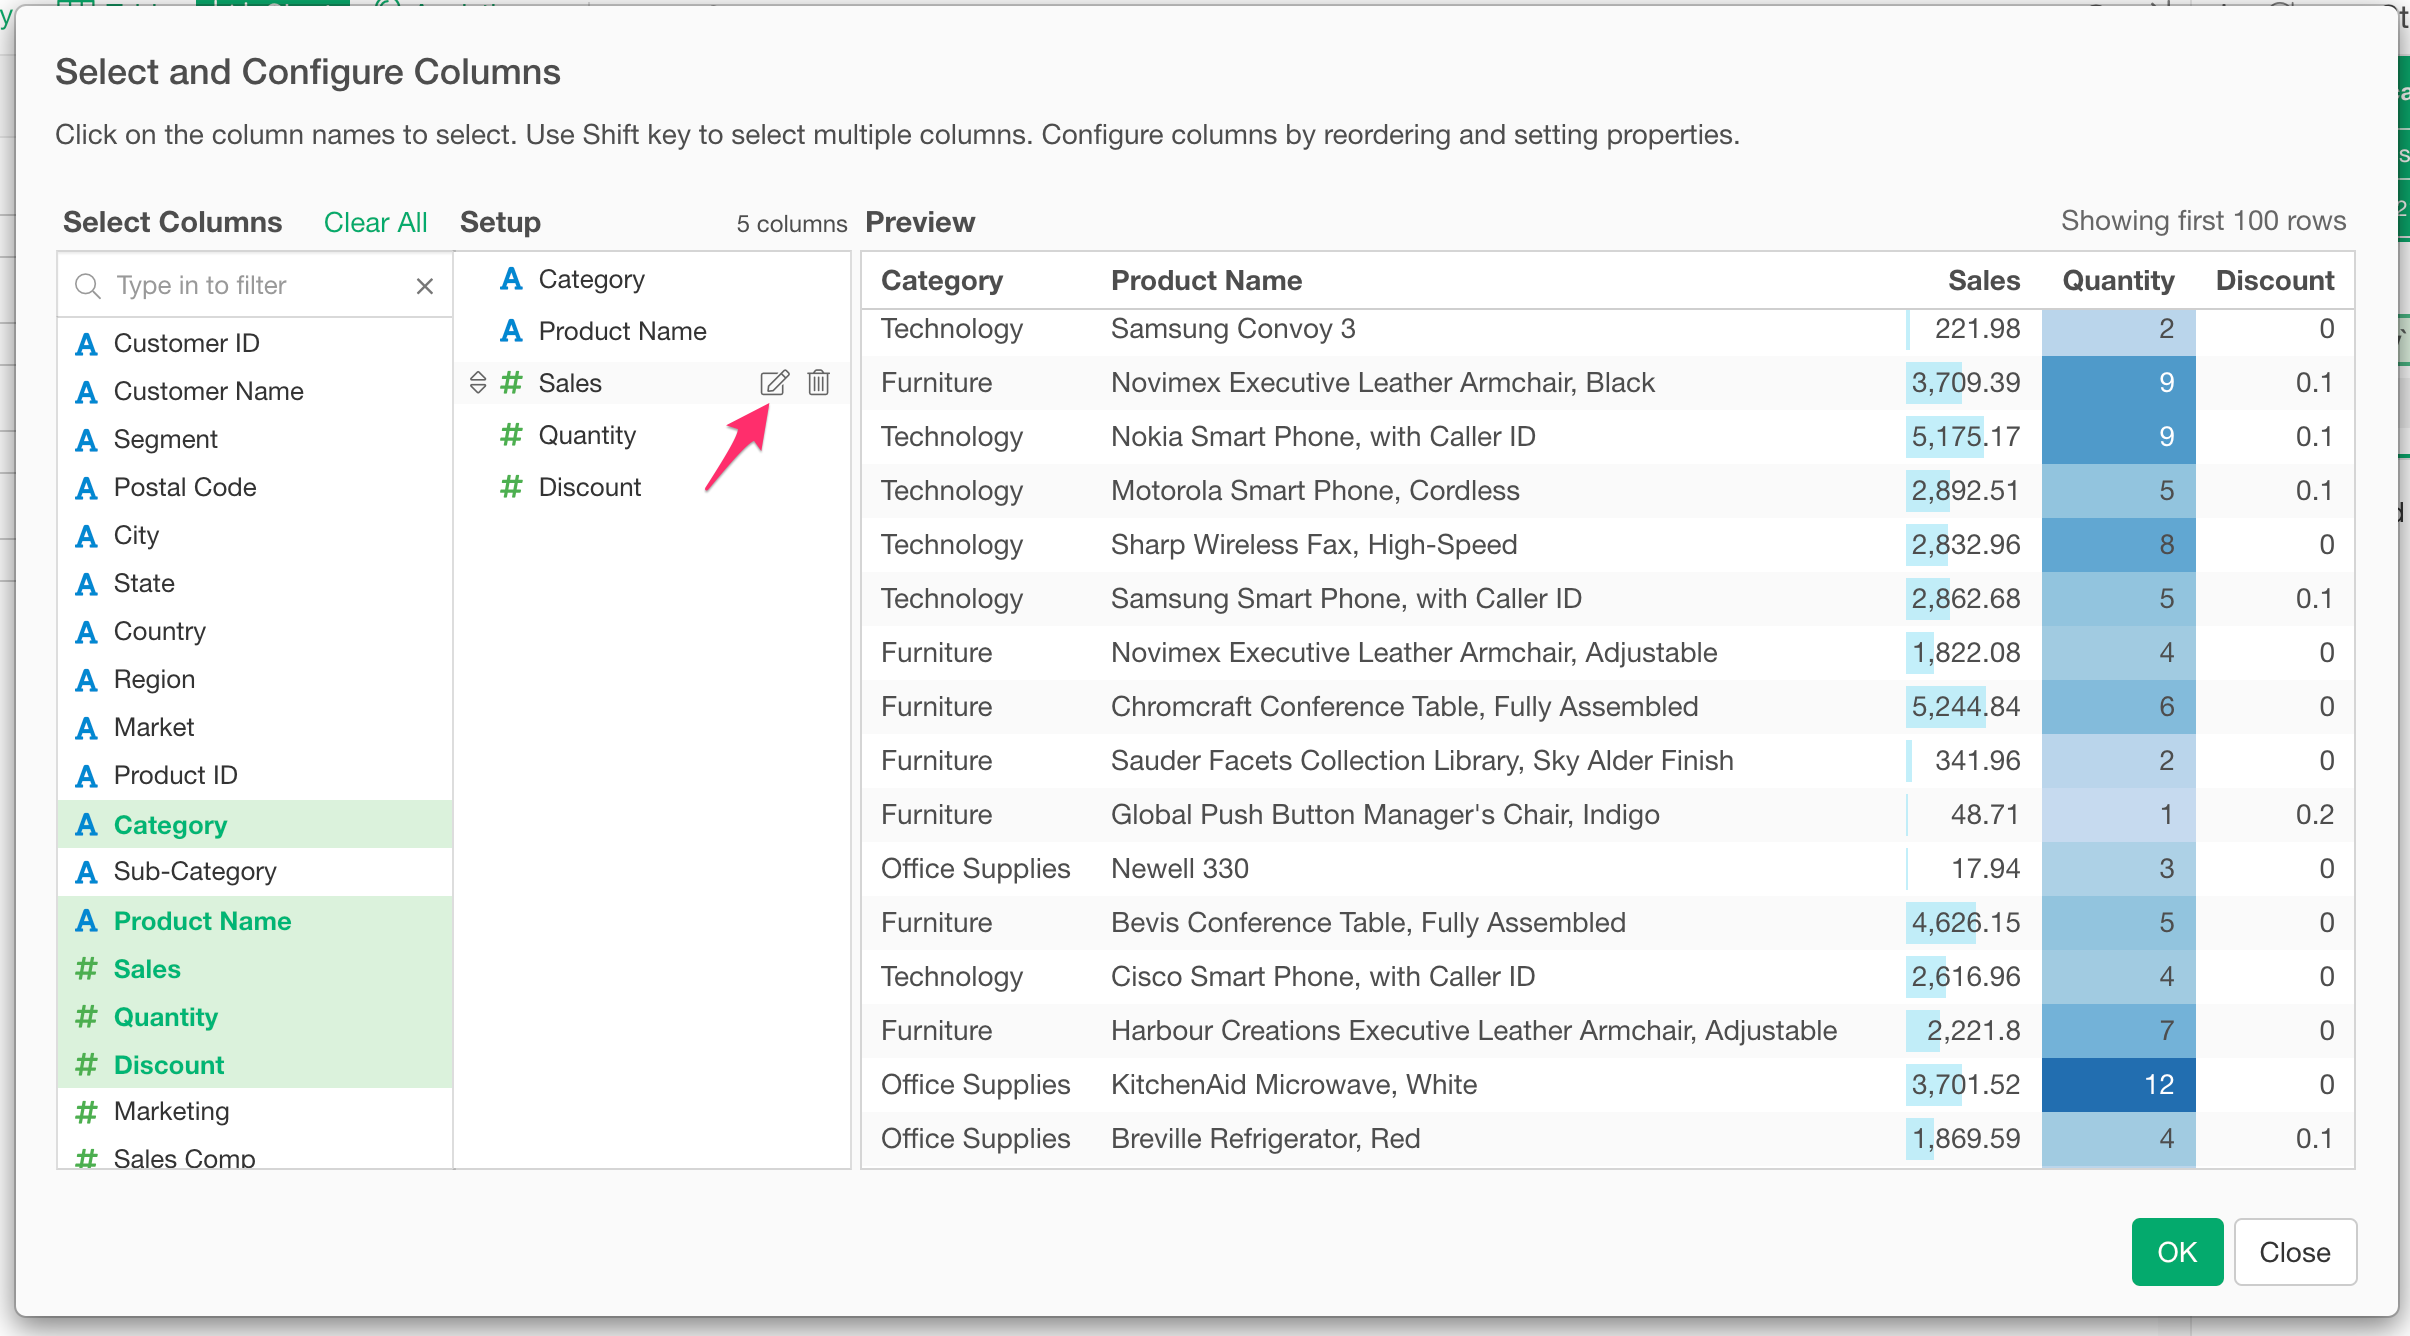 Select and Configure Columns
Click on the column names to select. Use Shift key to select multiple columns. Configure columns by reordering and setting properties.
Select Columns Clear All
Type in to filter
Customer ID
Customer Name
Segment
Postal Code
City
State
Country
Region
Market
Product ID
Category
Sub-Category
Product Name
Sales
Quantity
Discount
Marketing
Sales Comp
Setup 5 columns
Category
Product Name
Sales
Quantity
Discount
Preview Showing first 100 rows
Category Product Name Sales Quantity Discount
Technology Samsung Convoy 3 221.98 2 0
Furniture Novimex Executive Leather Armchair, Black 3,709.39 9 0.1
Technology Nokia Smart Phone, with Caller ID 5,175.17 9 0.1
Technology Motorola Smart Phone, Cordless 2,892.51 5 0.1
Technology Sharp Wireless Fax, High-Speed 2,832.96 8 0
Technology Samsung Smart Phone, with Caller ID 2,862.68 5 0.1
Furniture Novimex Executive Leather Armchair, Adjustable 1,822.08 4 0
Furniture Chromcraft Conference Table, Fully Assembled 5,244.84 6 0
Furniture Sauder Facets Collection Library, Sky Alder Finish 341.96 2 0
Furniture Global Push Button Manager's Chair, Indigo 48.71 1 0.2
Office Supplies Newell 330 17.94 3 0
Furniture Bevis Conference Table, Fully Assembled 4,626.15 5 0
Technology Cisco Smart Phone, with Caller ID 2,616.96 4 0
Furniture Harbour Creations Executive Leather Armchair, Adjustable 2,221.8 7 0
Office Supplies KitchenAid Microwave, White 3,701.52 12 0
Office Supplies Breville Refrigerator, Red 1,869.59 4 0.1
OK Close